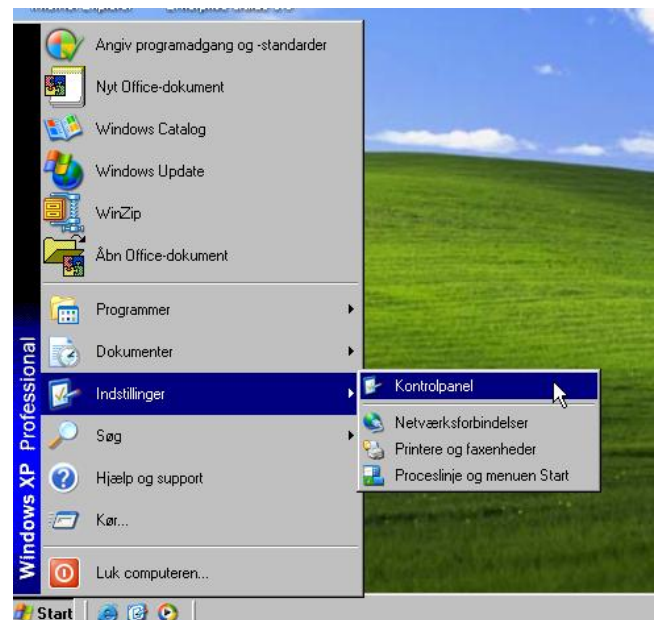 Angiv programadgang og -standarder
Nyt Office-dokument
Windows Catalog
Windows Update
WinZip
Åbn Office-dokument
Programmer
Dokumenter
Indstillinger
Søg
Hjælp og support
Kør...
Luk computeren...
Kontrolpanel
Netværksforbindelser
Printere og faxenheder
Proceslinje og menuen Start
Windows XP Professional
Start